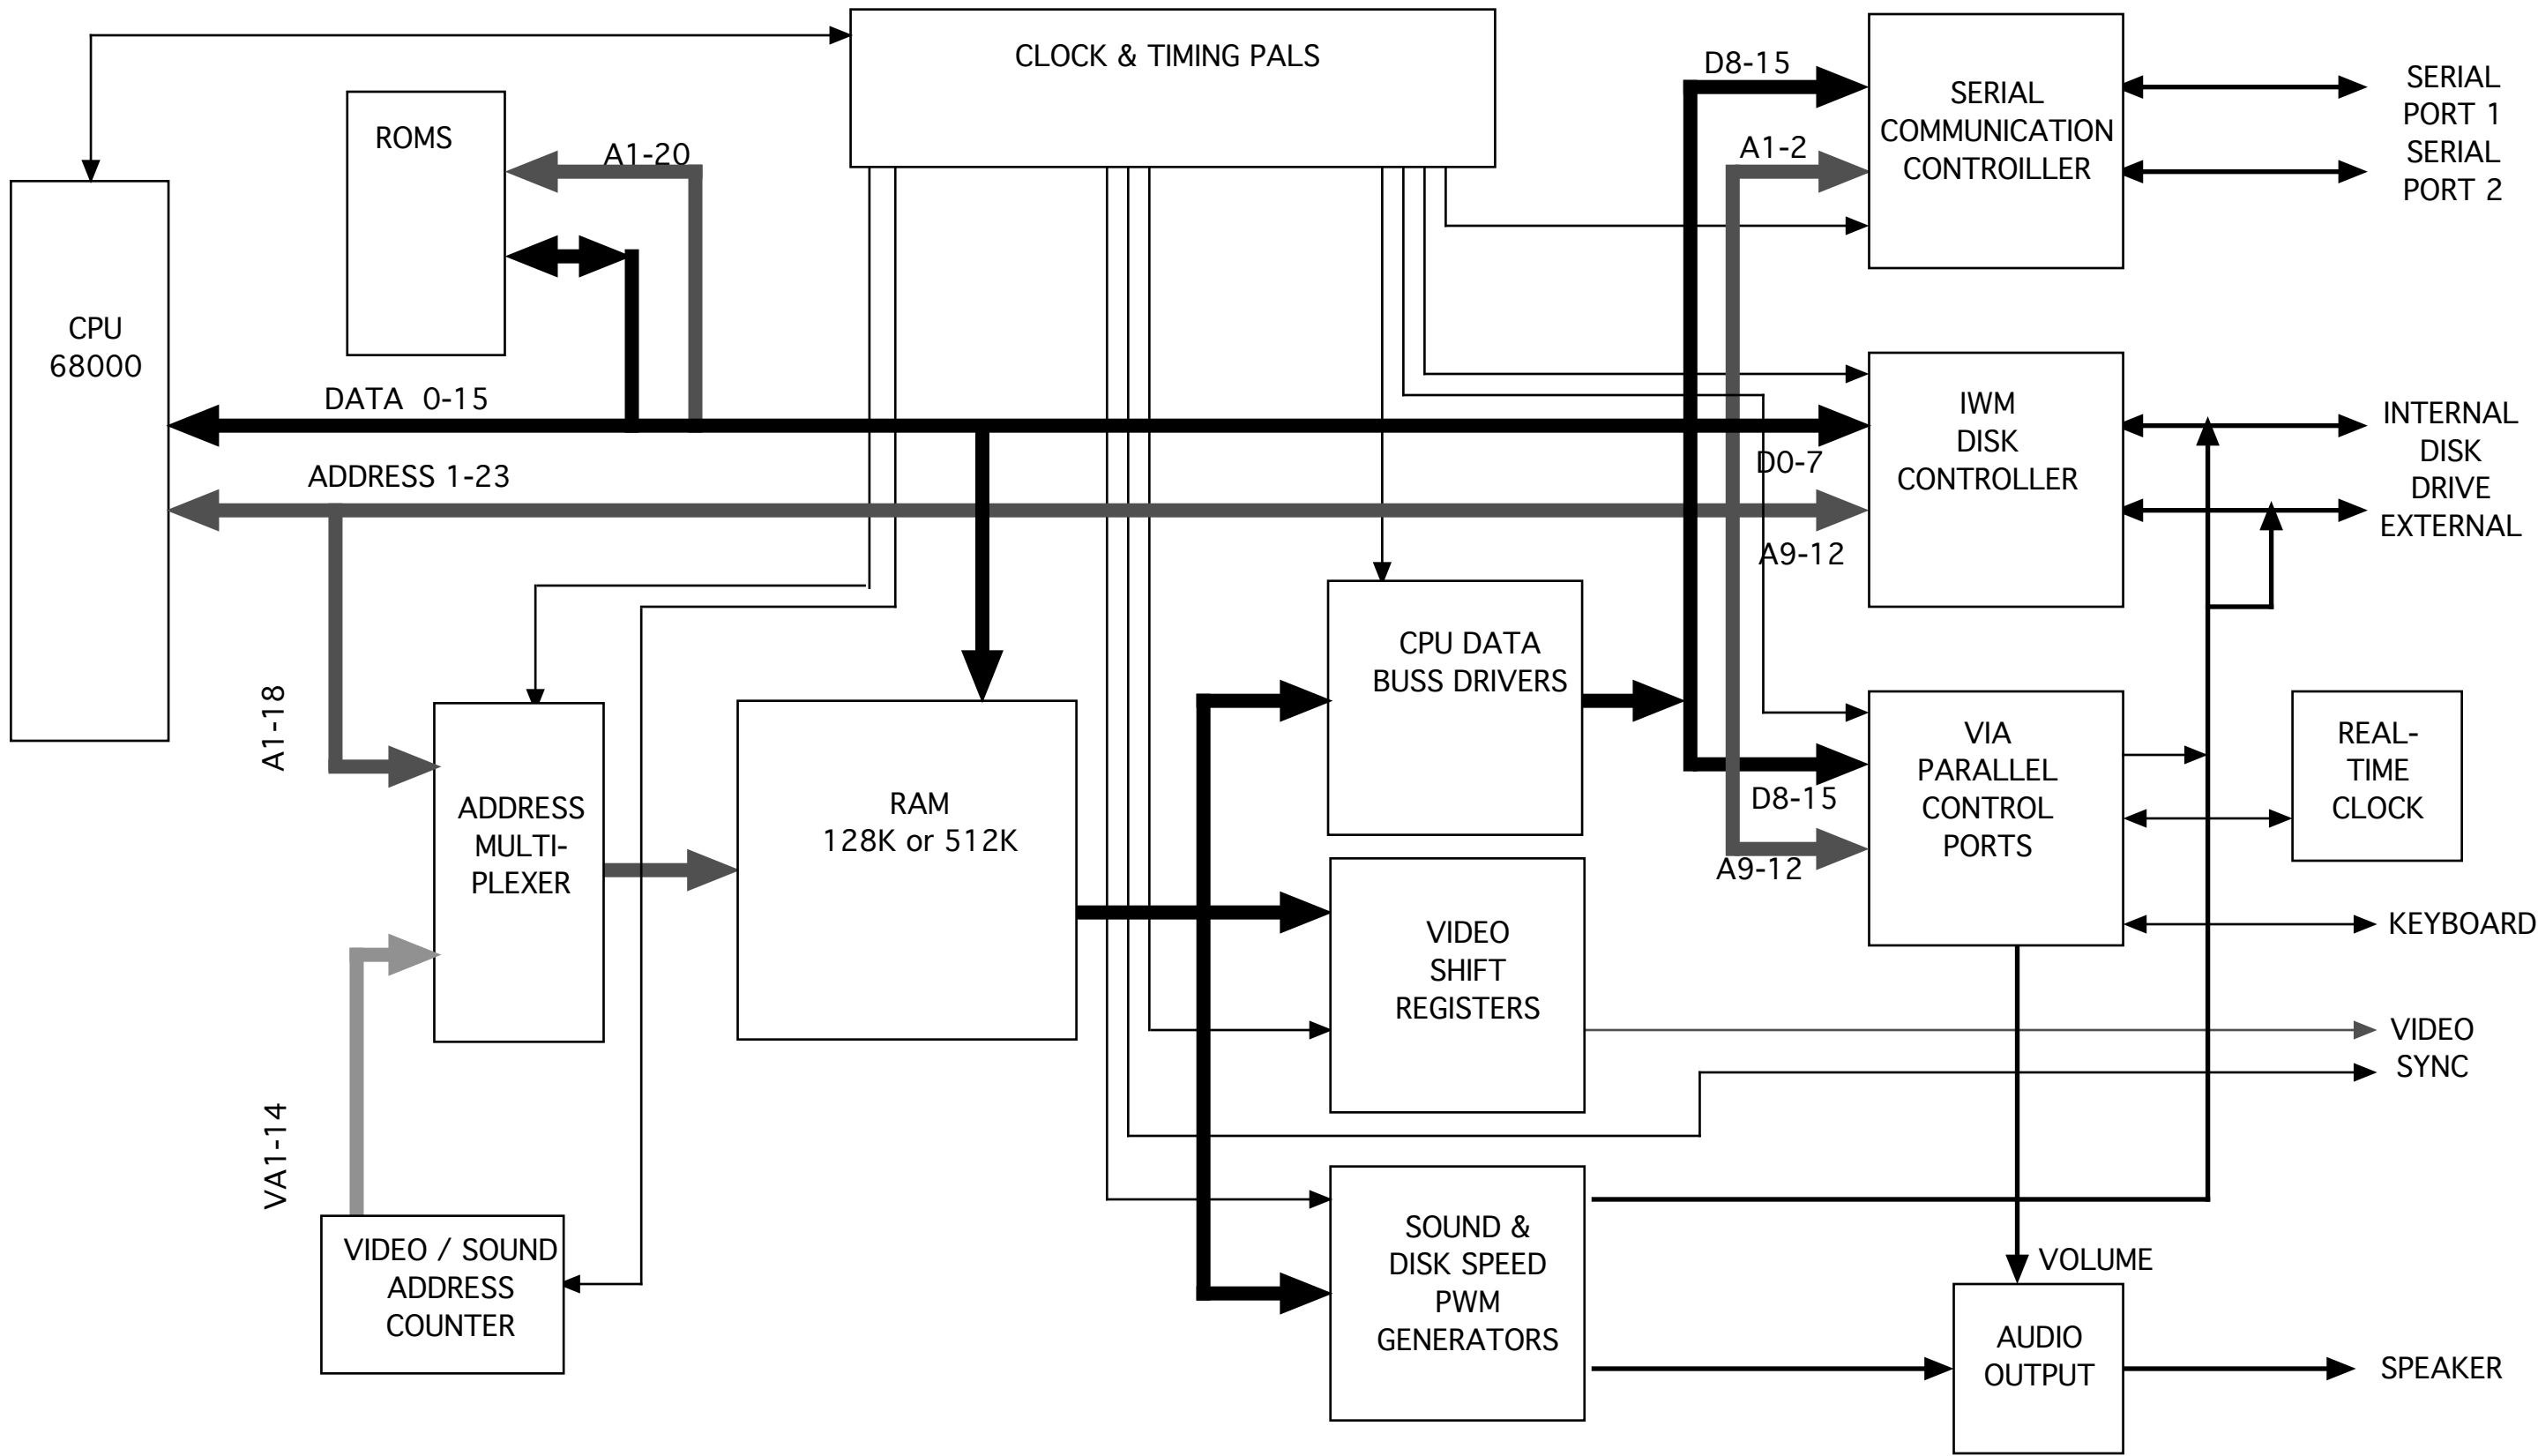 CLOCK & TIMING PALS
ROMS
A1-20
CPU
68000
DATA  0-15
ADDRESS 1-23
D8-15
A1-2
SERIAL
COMMUNICATION
CONTROILLER
SERIAL
PORT 1
SERIAL
PORT 2
IWM
DISK
CONTROLLER
D0-7
A9-12
INTERNAL
DISK
DRIVE
EXTERNAL
A1-18
ADDRESS
MULTI-
PLEXER
RAM
128K or 512K
CPU DATA
BUSS DRIVERS
VIA
PARALLEL
CONTROL
PORTS
D8-15
A9-12
REAL-
TIME
CLOCK
KEYBOARD
VIDEO
SHIFT
REGISTERS
VIDEO
SYNC
VA1-14
VIDEO / SOUND
ADDRESS
COUNTER
SOUND &
DISK SPEED
PWM
GENERATORS
VOLUME
AUDIO
OUTPUT
SPEAKER